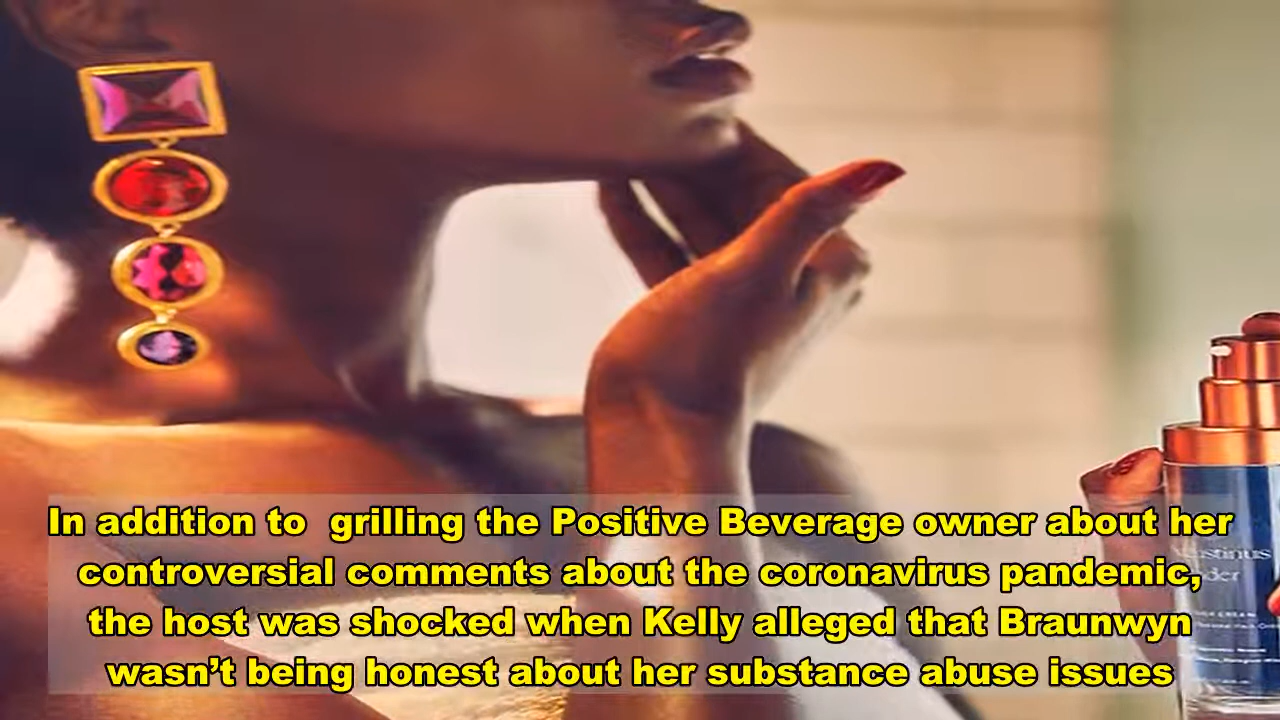 In addition to  grilling the Positive Beverage owner about her
controversial comments about the coronavirus pandemic,
the host was shocked when Kelly alleged that Braunwyn
wasn’t being honest about her substance abuse issues